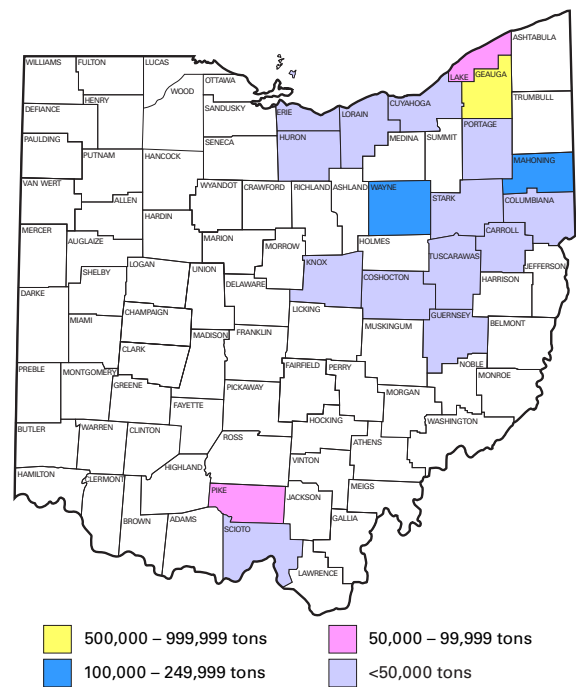 ASHTABULA
WILLIAMS
FULTON
LUCAS
OTTAWA
LAKE
GEAUGA
WOOD
HENRY
CUYAHOGA
TRUMBULL
DEFIANCE
SANDUSKY
ERIE
LORAIN
PORTAGE
PAULDING
SENECA
HURON
MEDINA
SUMMIT
PUTNAM
HANCOCK
MAHONING
VAN WERT
WYANDOT
CRAWFORD
RICHLAND
ASHLAND
WAYNE
STARK
COLUMBIANA
ALLEN
HARDIN
MERCER
AUGLAIZE
MARION
MORROW
HOLMES
CARROLL
TUSCARAWAS
JEFFERSON
SHELBY
LOGAN
UNION
KNOX
COSHOCTON
HARRISON
DELAWARE
DARKE
MIAMI
CHAMPAIGN
LICKING
GUERNSEY
BELMONT
MUSKINGUM
MADISON
FRANKLIN
CLARK
PREBLE
MONTGOMERY
GREENE
FAIRFIELD
PERRY
NOBLE
MONROE
PICKAWAY
MORGAN
FAYETTE
HOCKING
WASHINGTON
BUTLER
WARREN
CLINTON
ROSS
ATHENS
VINTON
HIGHLAND
HAMILTON
CLERMONT
PIKE
JACKSON
MEIGS
BROWN
ADAMS
SCIOTO
GALLIA
LAWRENCE
500,000 – 999,999 tons
50,000 – 99,999 tons
100,000 – 249,999 tons
<50,000 tons